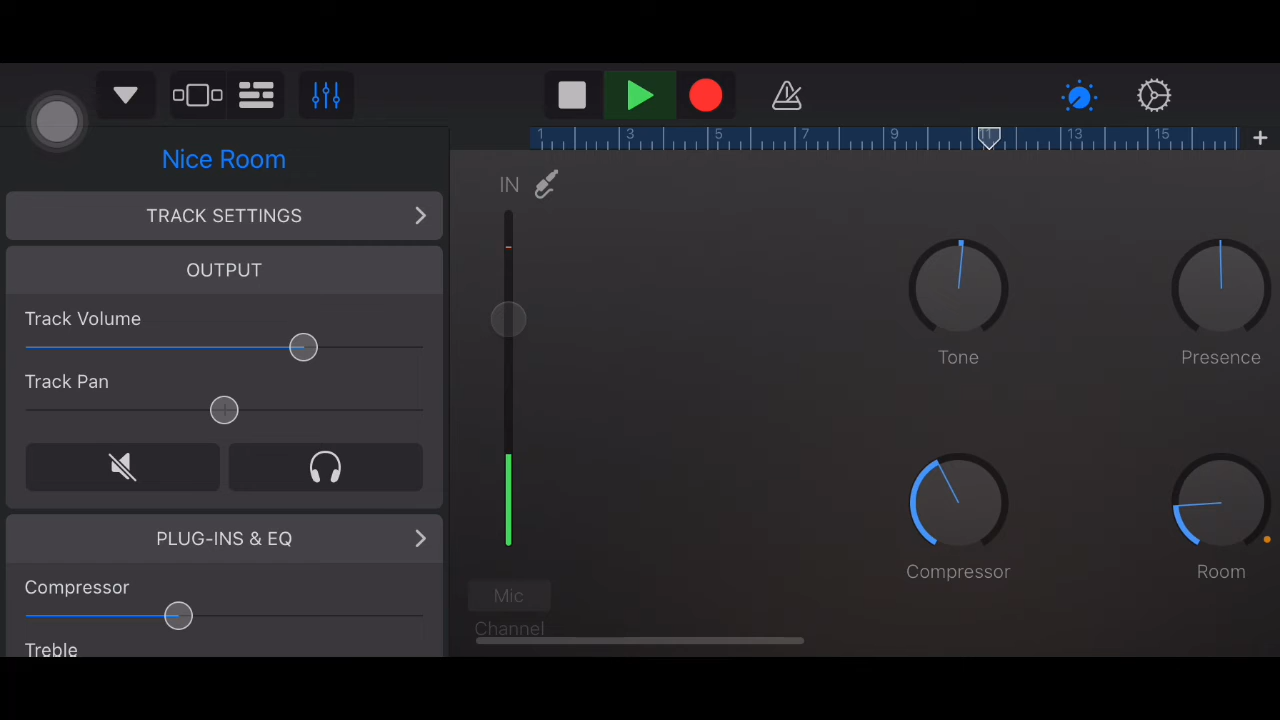 1 3 5 7 9 11 13 15
Nice Room
TRACK SETTINGS
OUTPUT
Track Volume
Track Pan
PLUG-INS & EQ
Compressor
Treble
IN
Mic
Channel
Tone
Presence
Compressor
Room